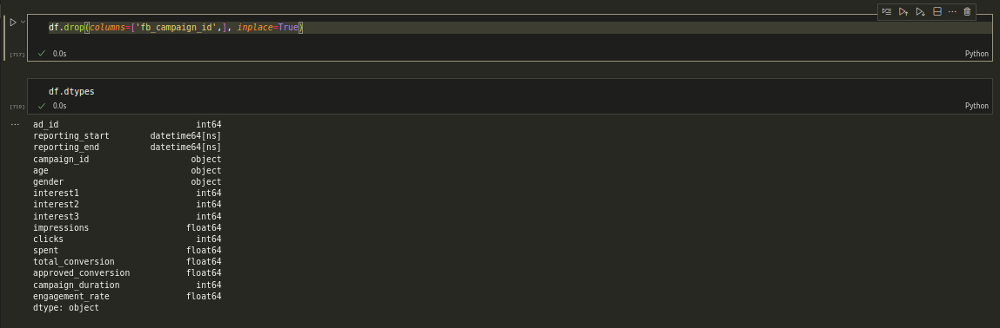 df.drop(columns=['fb_campaign_id',], inplace=True)
[717]
0.0s
Python
df.dtypes
[719]
0.0s
Python
ad_id int64
reporting_start datetime64[ns]
reporting_end datetime64[ns]
campaign_id object
age object
gender object
interest1 int64
interest2 int64
interest3 int64
impressions float64
clicks int64
spent float64
total_conversion float64
approved_conversion float64
campaign_duration int64
engagement_rate float64
dtype: object